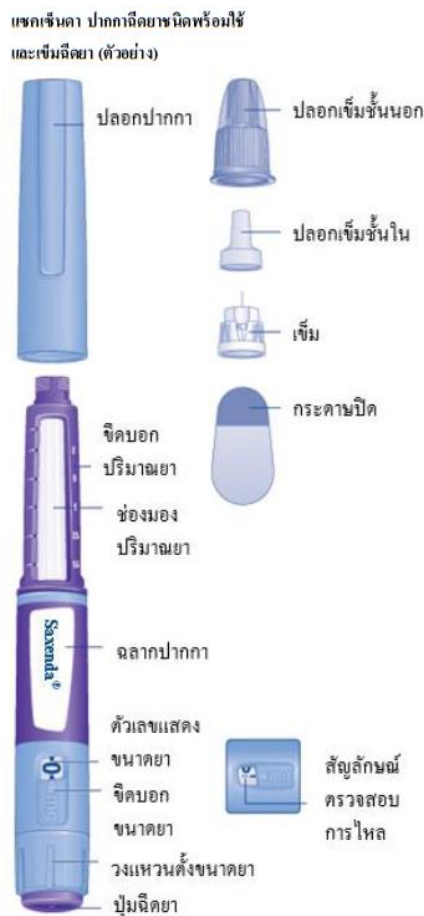 แซกเซ็นดา ปากกาฉีดยาชนิดพร้อมใช้
และเข็มฉีดยา (ตัวอย่าง)
ปลอกปากกา
ปลอกเข็มชั้นนอก
ปลอกเข็มชั้นใน
เข็ม
กระดาษปิด
ขีดบอก
ปริมาณยา
ช่องมอง
ปริมาณยา
Saxenda®
ฉลากปากกา
ตัวเลขแสดง
ขนาดยา
0
mg
ขีดบอก
ขนาดยา
วงแหวนตั้งขนาดยา
ปุ่มฉีดยา
สัญลักษณ์
ตรวจสอบ
การไหล